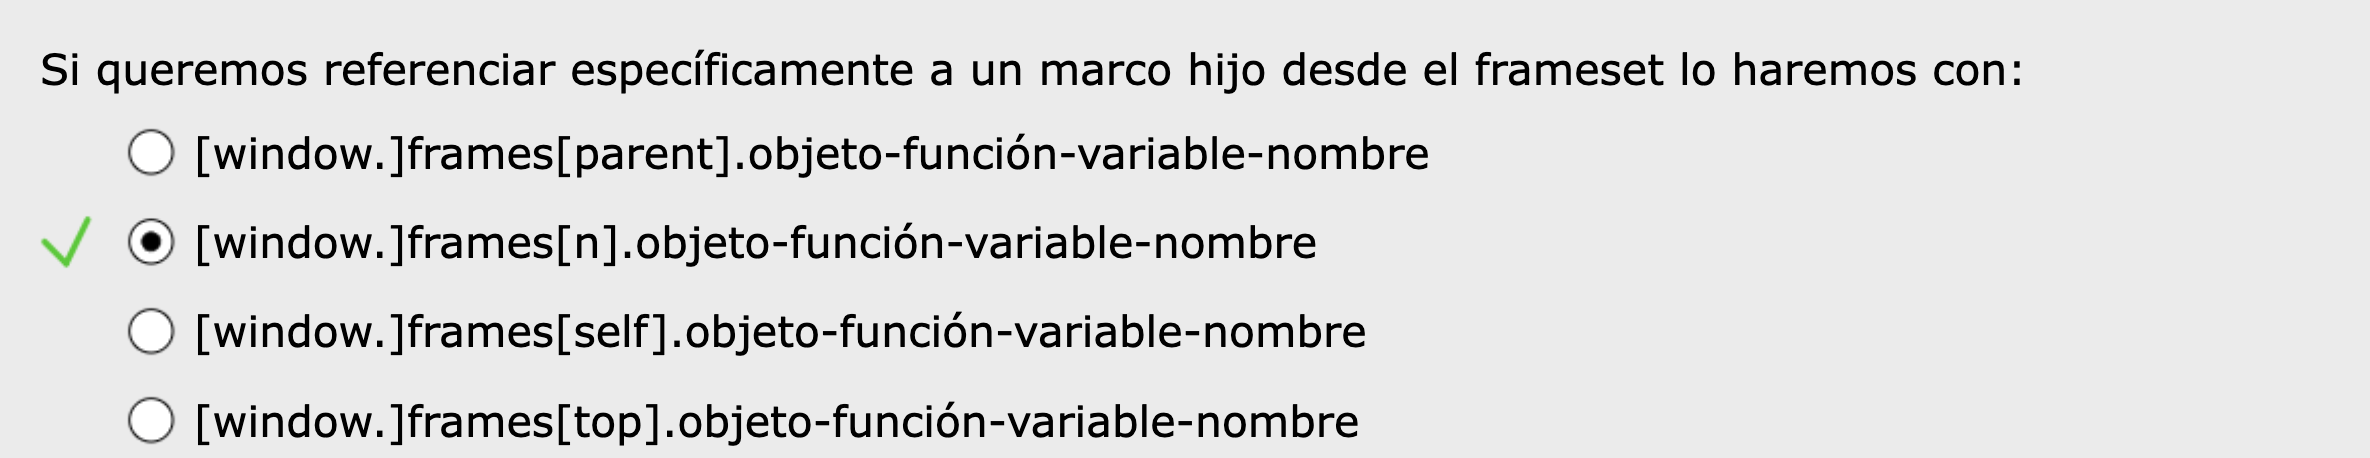 Si queremos referenciar específicamente a un marco hijo desde el frameset lo haremos con:
[window.]frames[parent].objeto-función-variable-nombre
[window.]frames[n].objeto-función-variable-nombre
[window.]frames[self].objeto-función-variable-nombre
[window.]frames[top].objeto-función-variable-nombre